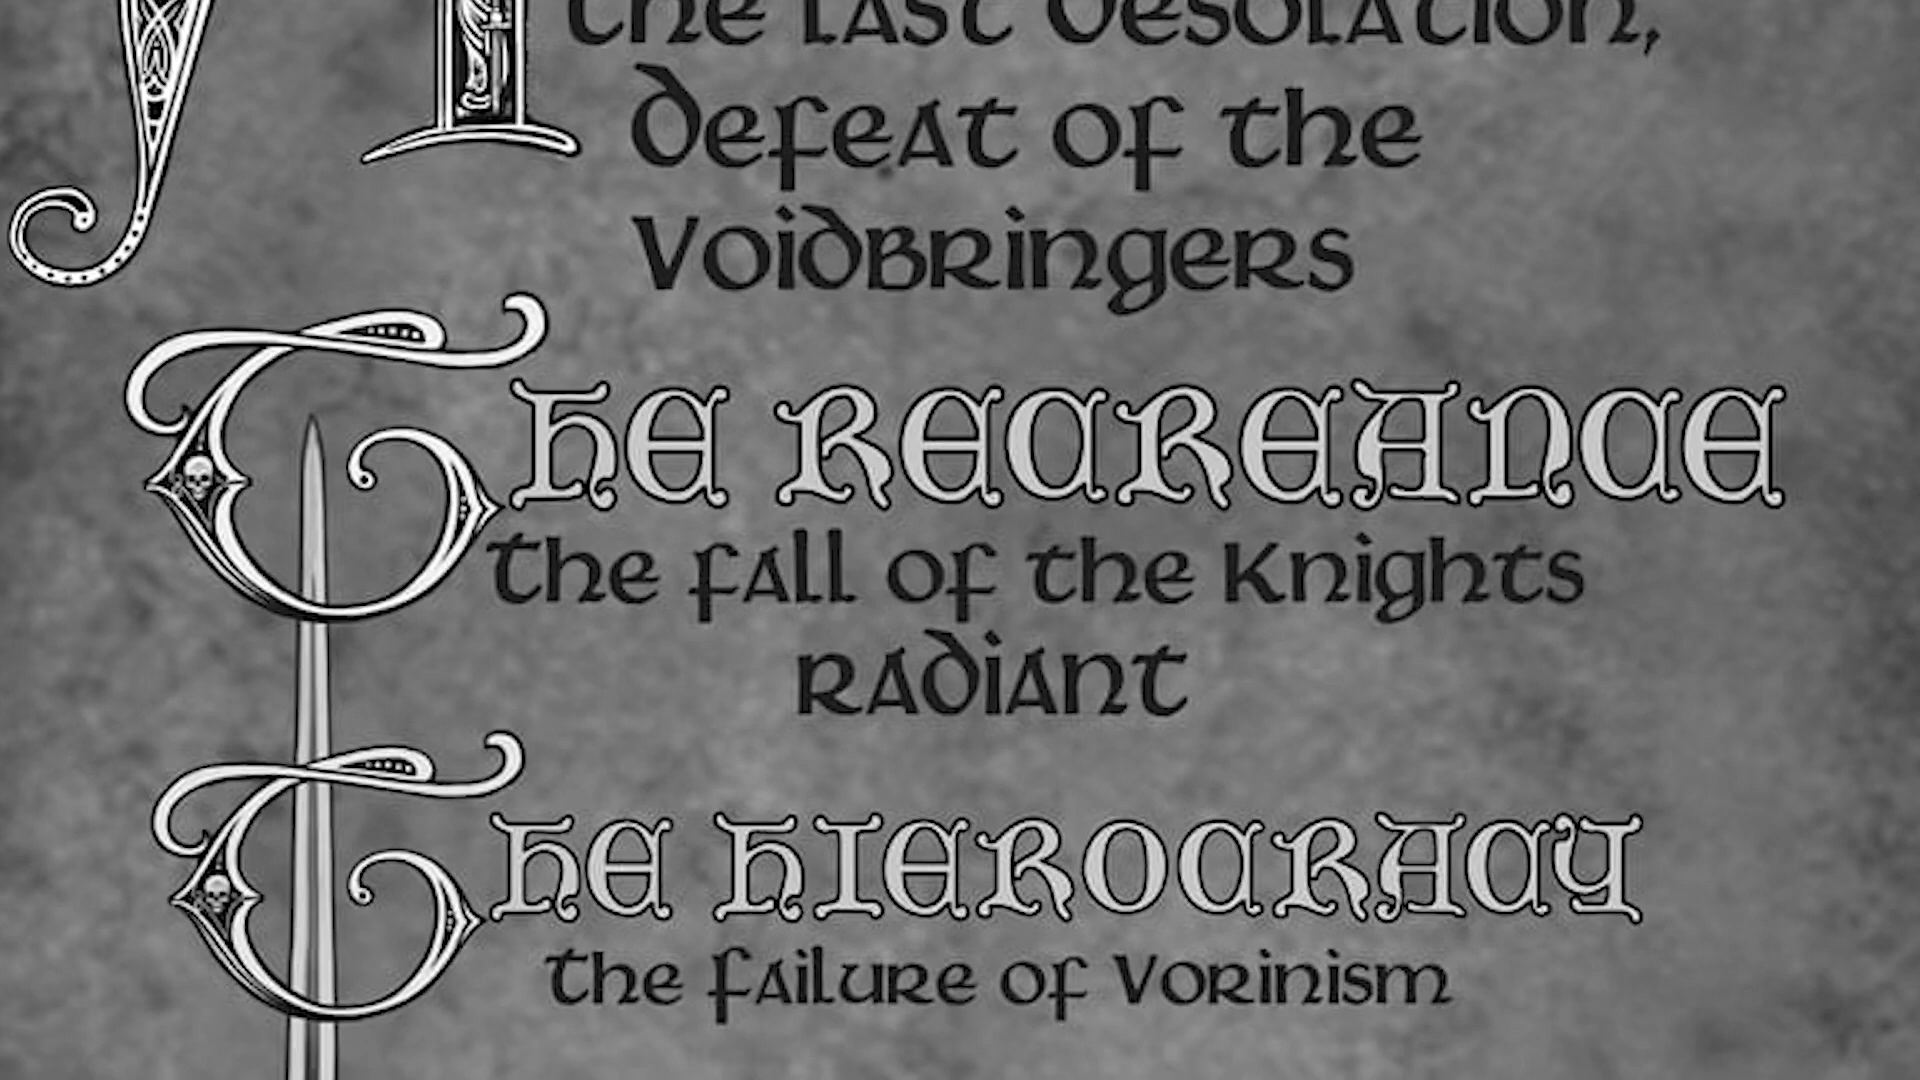 the last Desolation,
defeat of the
Voidbringers
The Recreance
the fall of the Knights
Radiant
The Hierocracy
the failure of Vorinism